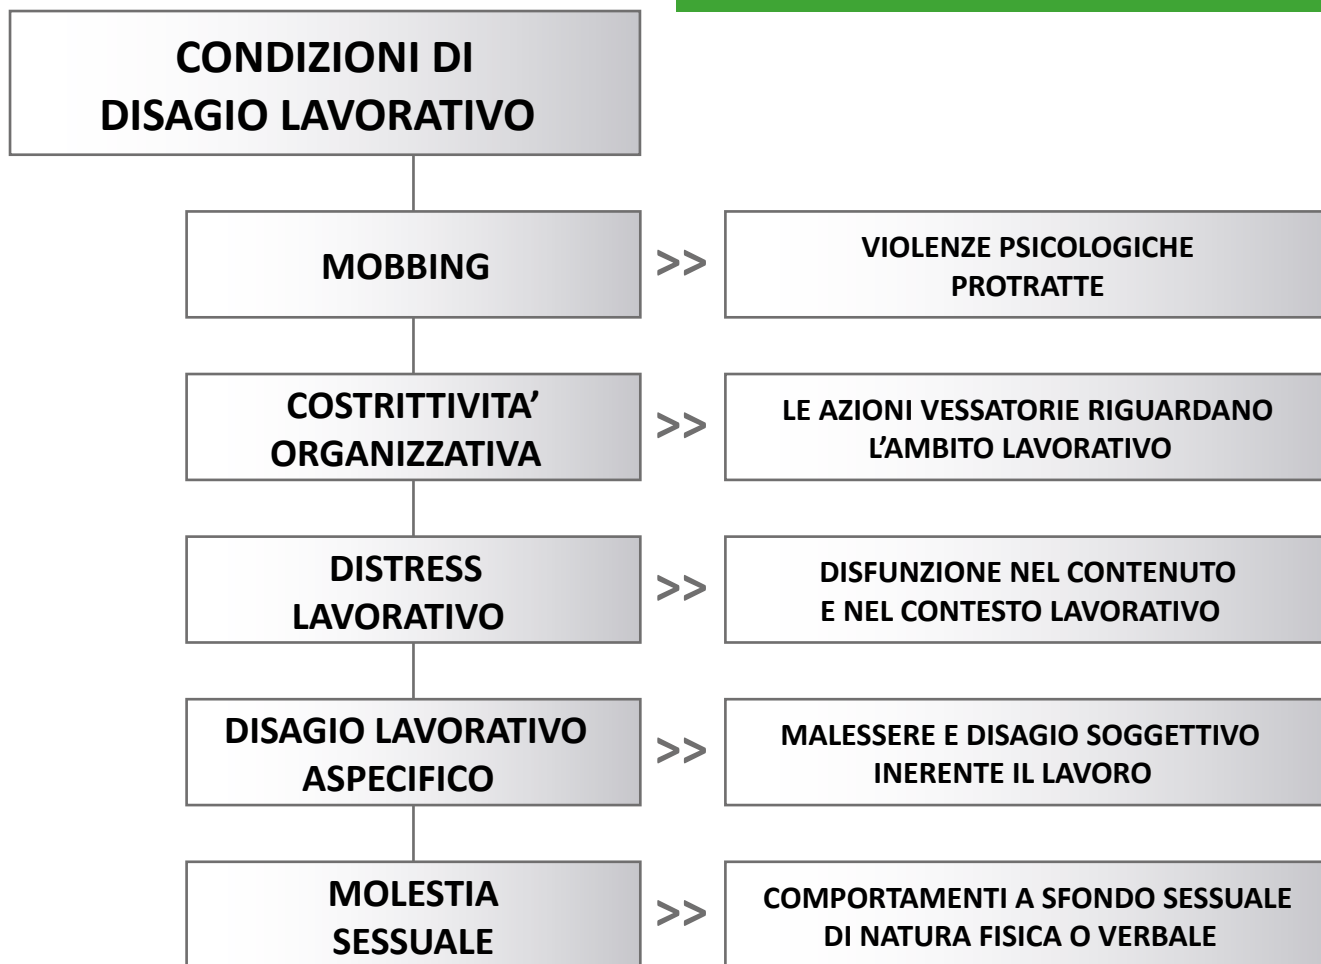 CONDIZIONI DI
DISAGIO LAVORATIVO
MOBBING
>>
VIOLENZE PSICOLOGICHE
PROTRATTE
COSTRITTIVITA’
ORGANIZZATIVA
>>
LE AZIONI VESSATORIE RIGUARDANO
L’AMBITO LAVORATIVO
DISTRESS
LAVORATIVO
>>
DISFUNZIONE NEL CONTENUTO
E NEL CONTESTO LAVORATIVO
DISAGIO LAVORATIVO
ASPECIFICO
>>
MALESSERE E DISAGIO SOGGETTIVO
INERENTE IL LAVORO
MOLESTIA
SESSUALE
>>
COMPORTAMENTI A SFONDO SESSUALE
DI NATURA FISICA O VERBALE